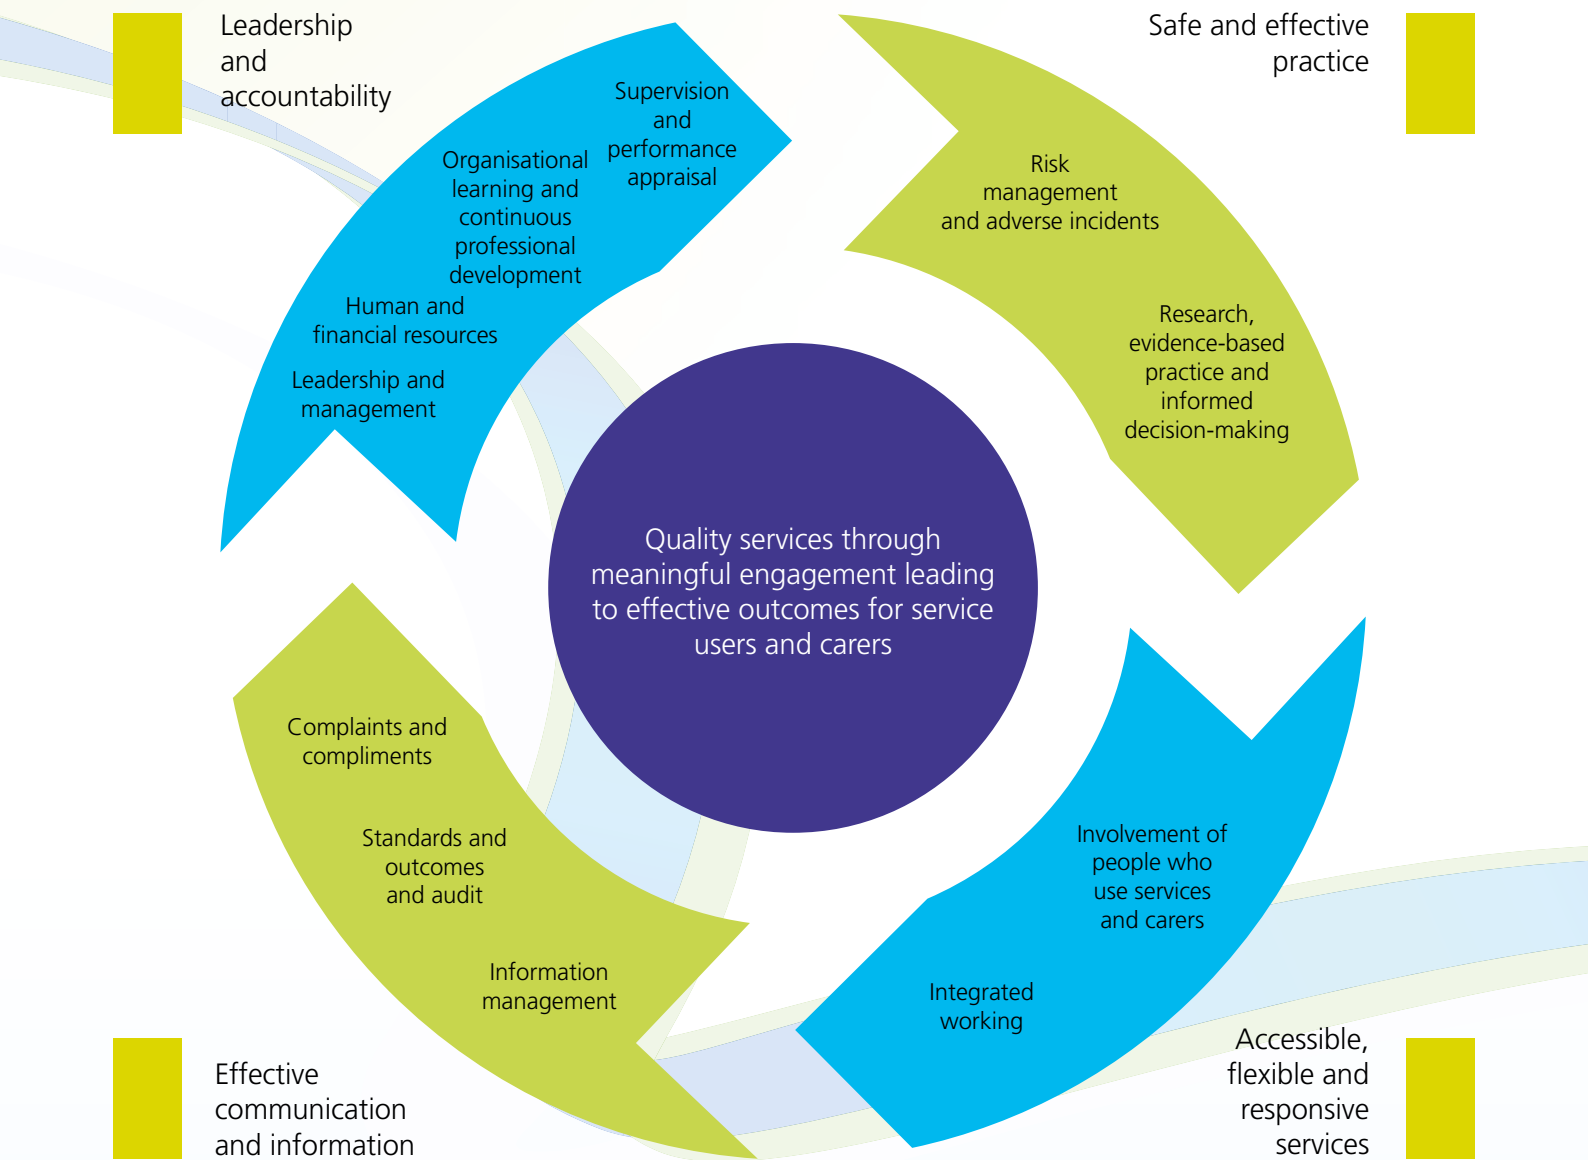 Leadership
and
accountability
Safe and effective
practice
Supervision
and
performance
appraisal
Organisational
learning and
continuous
professional
development
Human and
financial resources
Leadership and
management
Risk
management
and adverse incidents
Research,
evidence-based
practice and
informed
decision-making
Quality services through
meaningful engagement leading
to effective outcomes for service
users and carers
Complaints and
compliments
Standards and
outcomes
and audit
Information
management
Involvement of
people who
use services
and carers
Integrated
working
Effective
communication
and information
Accessible,
flexible and
responsive
services